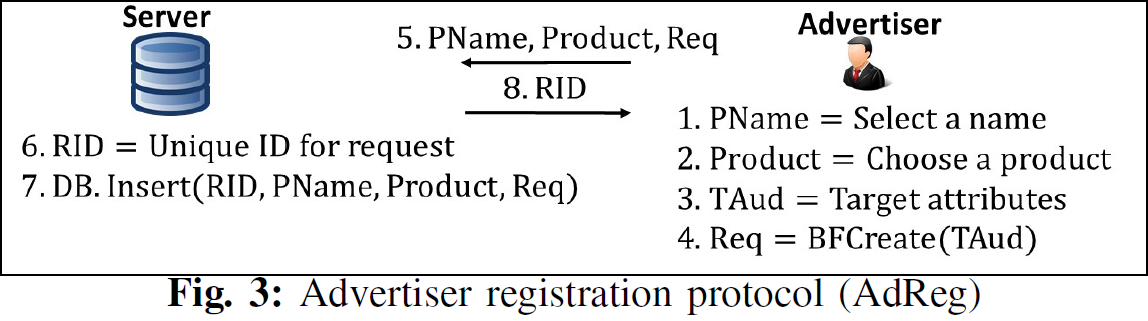 Server
5. PName, Product, Req
Advertiser
8. RID
1. PName = Select a name
6. RID = Unique ID for request
2. Product = Choose a product
7. DB. Insert(RID, PName, Product, Req)
3. TAud = Target attributes
4. Req = BFCreate(TAud)
Fig. 3: Advertiser registration protocol (AdReg)